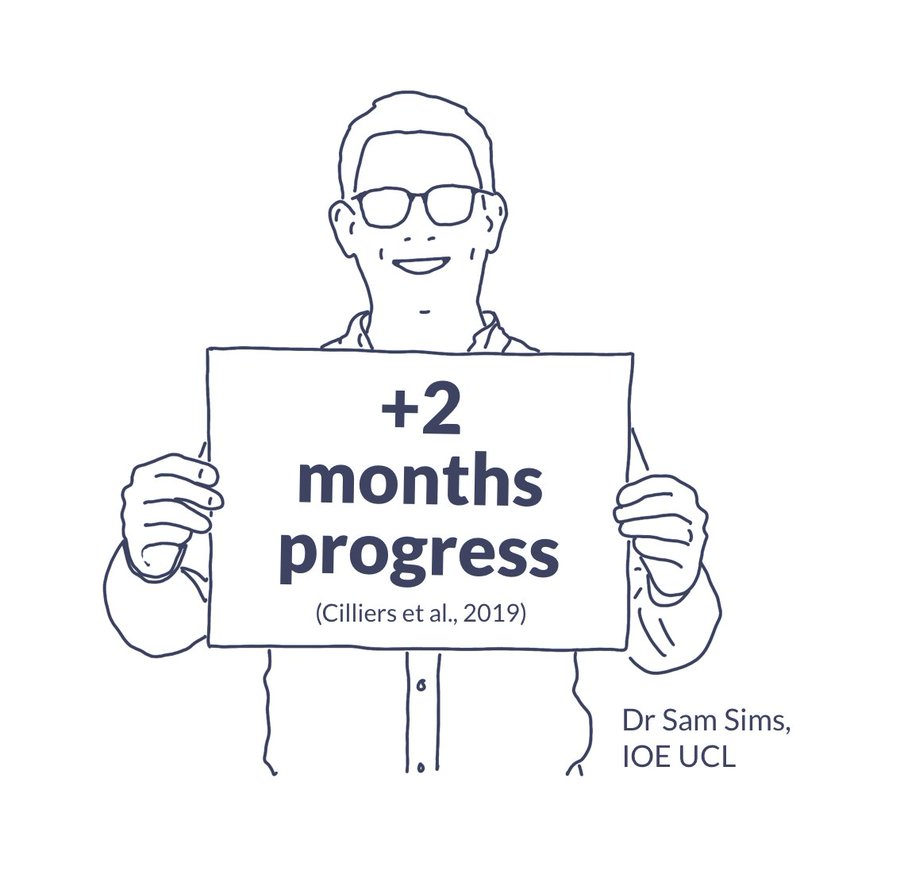 +2
months
progress
(Cilliers et al., 2019)
Dr Sam Sims,
IOE UCL